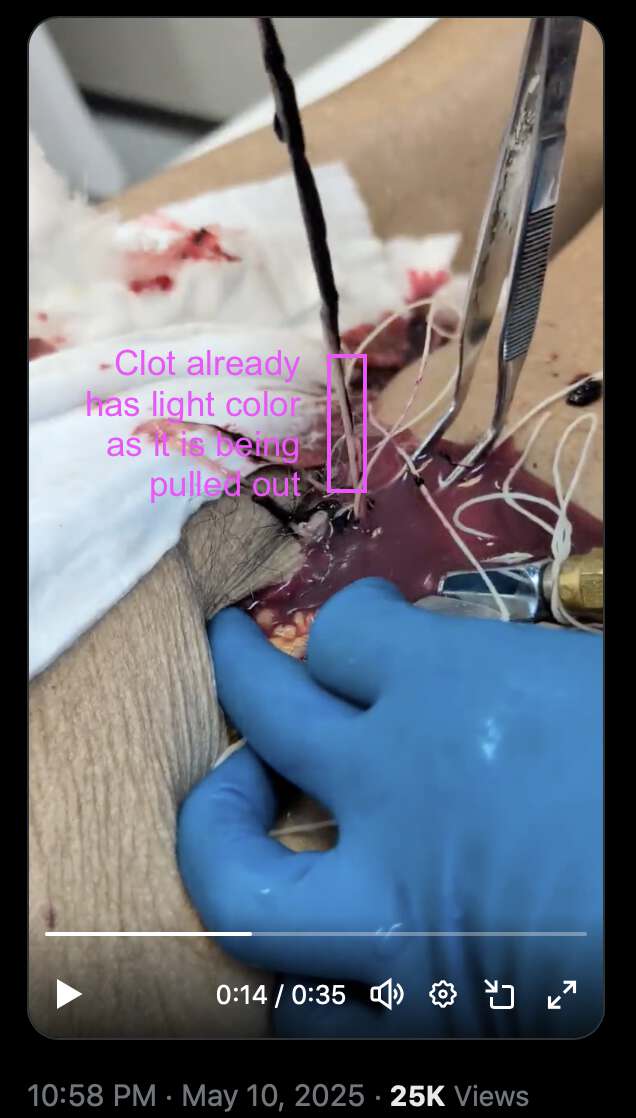 Clot already
has light color
as it is being
pulled out
0:14 / 0:35
10:58 PM · May 10, 2025 · 25K Views